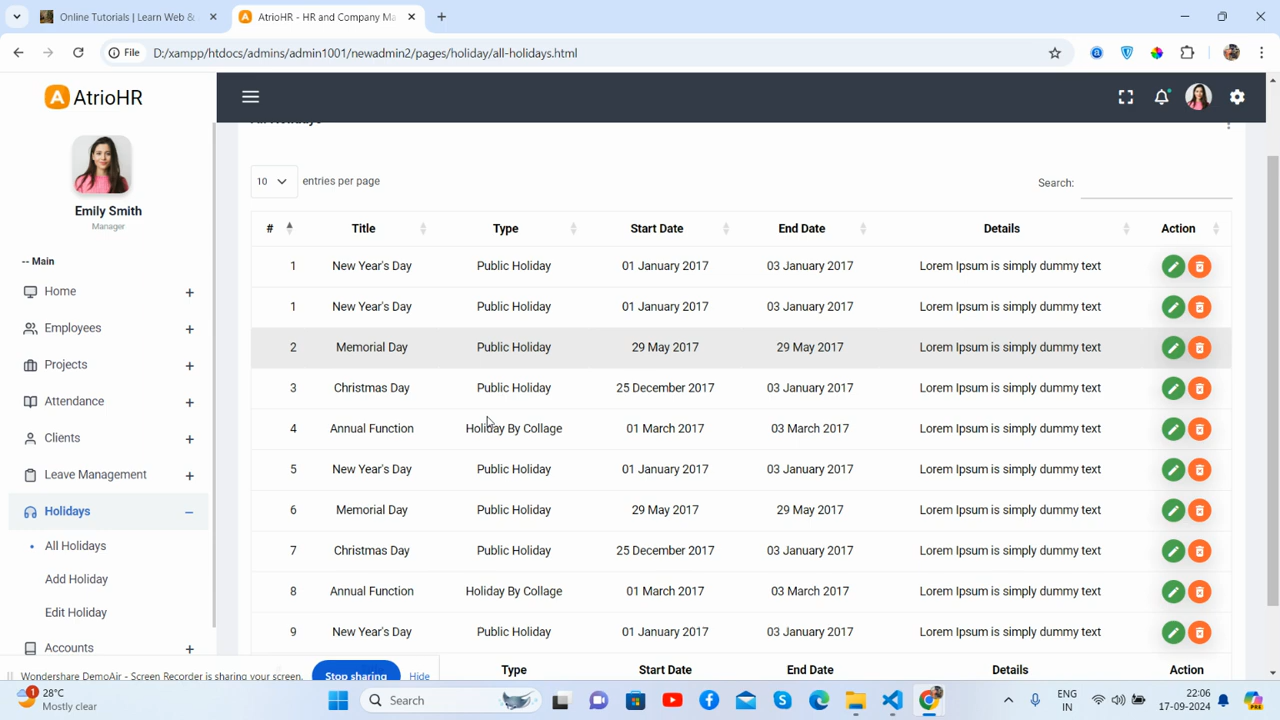 Online Tutorials | Learn Web &
AtrioHR - HR and Company Ma
File
D:/xampp/htdocs/admins/admin1001/newadmin2/pages/holiday/all-holidays.html
AtrioHR
Emily Smith
Manager
-- Main
Home
Employees
Projects
Attendance
Clients
Leave Management
Holidays
All Holidays
Add Holiday
Edit Holiday
Accounts
All Holidays
10 entries per page
Search:
# Title Type Start Date End Date Details Action
1 New Year's Day Public Holiday 01 January 2017 03 January 2017 Lorem Ipsum is simply dummy text
1 New Year's Day Public Holiday 01 January 2017 03 January 2017 Lorem Ipsum is simply dummy text
2 Memorial Day Public Holiday 29 May 2017 29 May 2017 Lorem Ipsum is simply dummy text
3 Christmas Day Public Holiday 25 December 2017 03 January 2017 Lorem Ipsum is simply dummy text
4 Annual Function Holiday By Collage 01 March 2017 03 March 2017 Lorem Ipsum is simply dummy text
5 New Year's Day Public Holiday 01 January 2017 03 January 2017 Lorem Ipsum is simply dummy text
6 Memorial Day Public Holiday 29 May 2017 29 May 2017 Lorem Ipsum is simply dummy text
7 Christmas Day Public Holiday 25 December 2017 03 January 2017 Lorem Ipsum is simply dummy text
8 Annual Function Holiday By Collage 01 March 2017 03 March 2017 Lorem Ipsum is simply dummy text
9 New Year's Day Public Holiday 01 January 2017 03 January 2017 Lorem Ipsum is simply dummy text
Type Start Date End Date Details Action
Wondershare DemoAir - Screen Recorder is sharing your screen. Stop sharing Hide
1
28°C
Mostly clear
Search
ENG
IN
22:06
17-09-2024